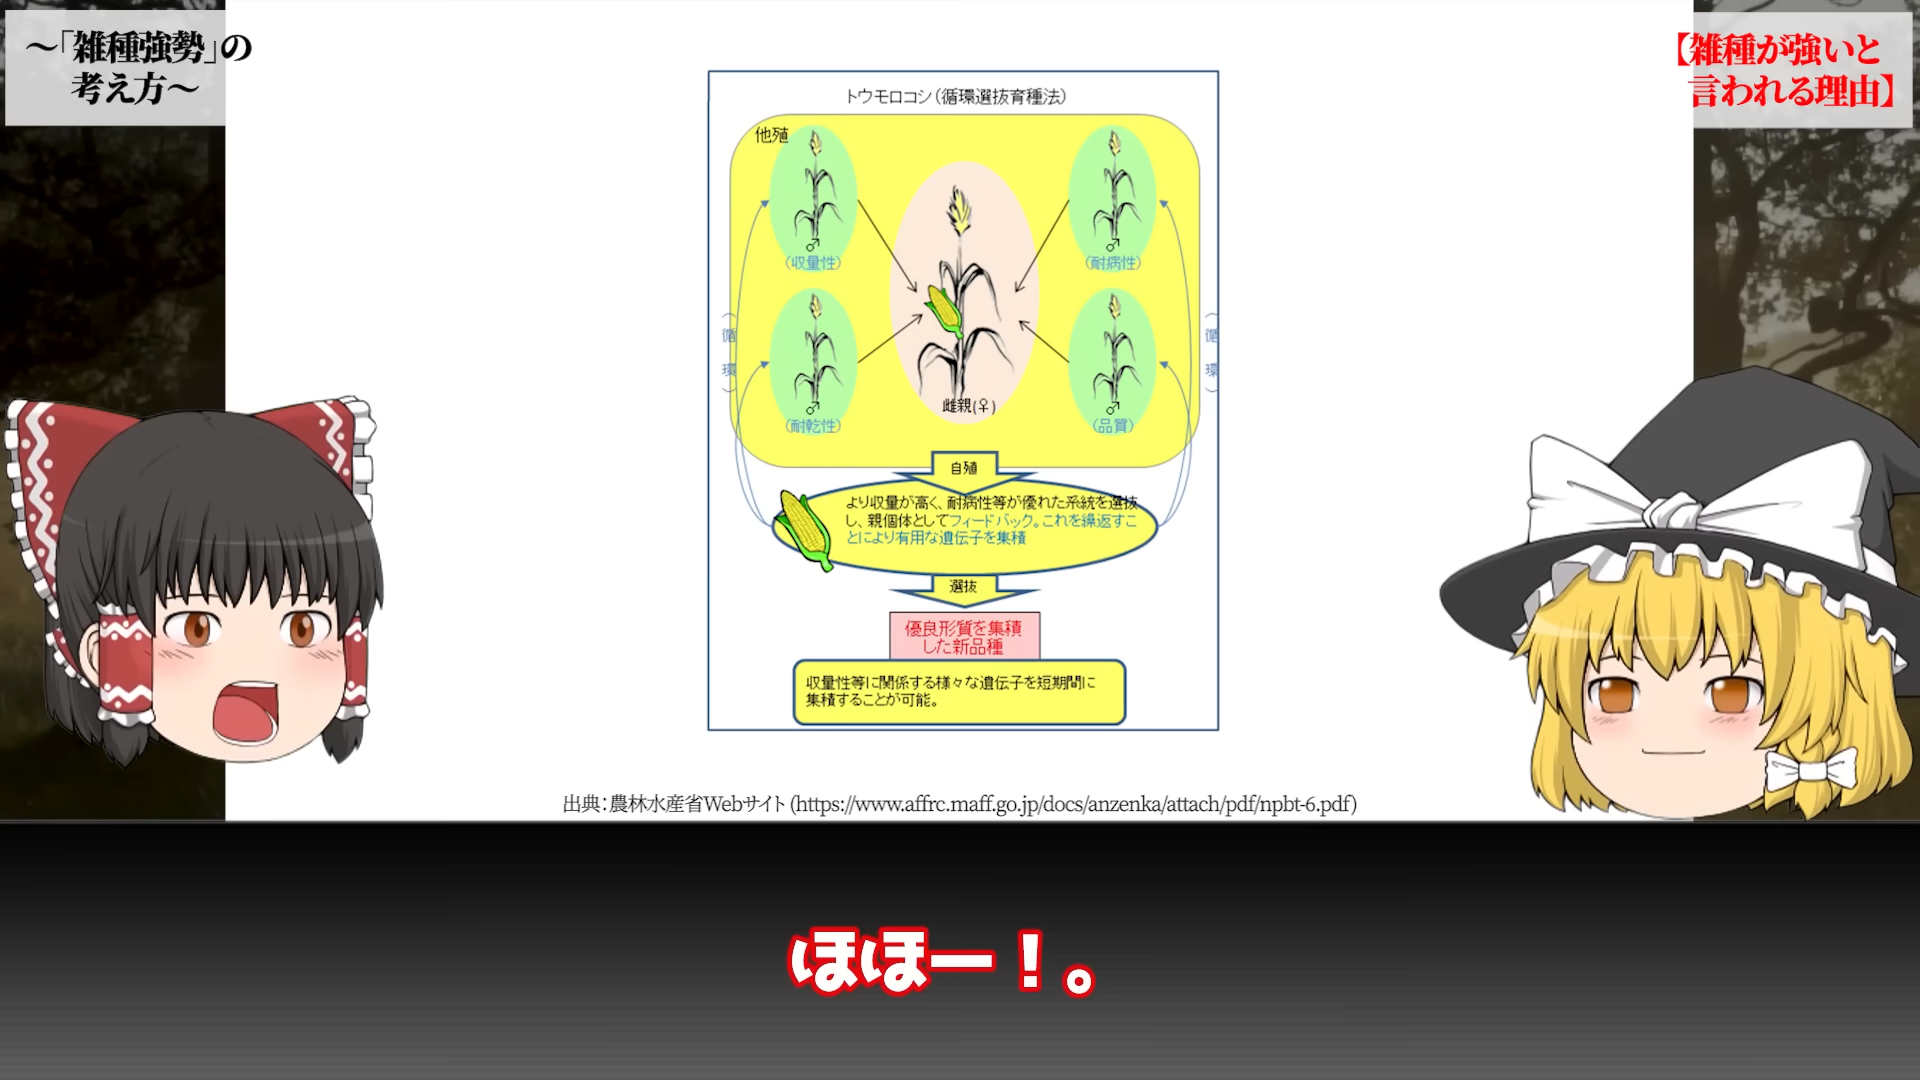 ～「雑種強勢」の
考え方～
【雑種が強いと
言われる理由】
トウモロコシ（循環選抜育種法）
他殖
♂
（収量性）
♂
（耐病性）
（循環）
（循環）
♂
（耐乾性）
雌親(♀)
♂
（品質）
自殖
より収量が高く、耐病性等が優れた系統を選抜
し、親個体としてフィードバック。これを繰返すこ
とにより有用な遺伝子を集積
選抜
優良形質を集積
した新品種
収量性等に関係する様々な遺伝子を短期間に
集積することが可能。
出典：農林水産省Webサイト (https://www.affrc.maff.go.jp/docs/anzenka/attach/pdf/npbt-6.pdf)
ほほー！。